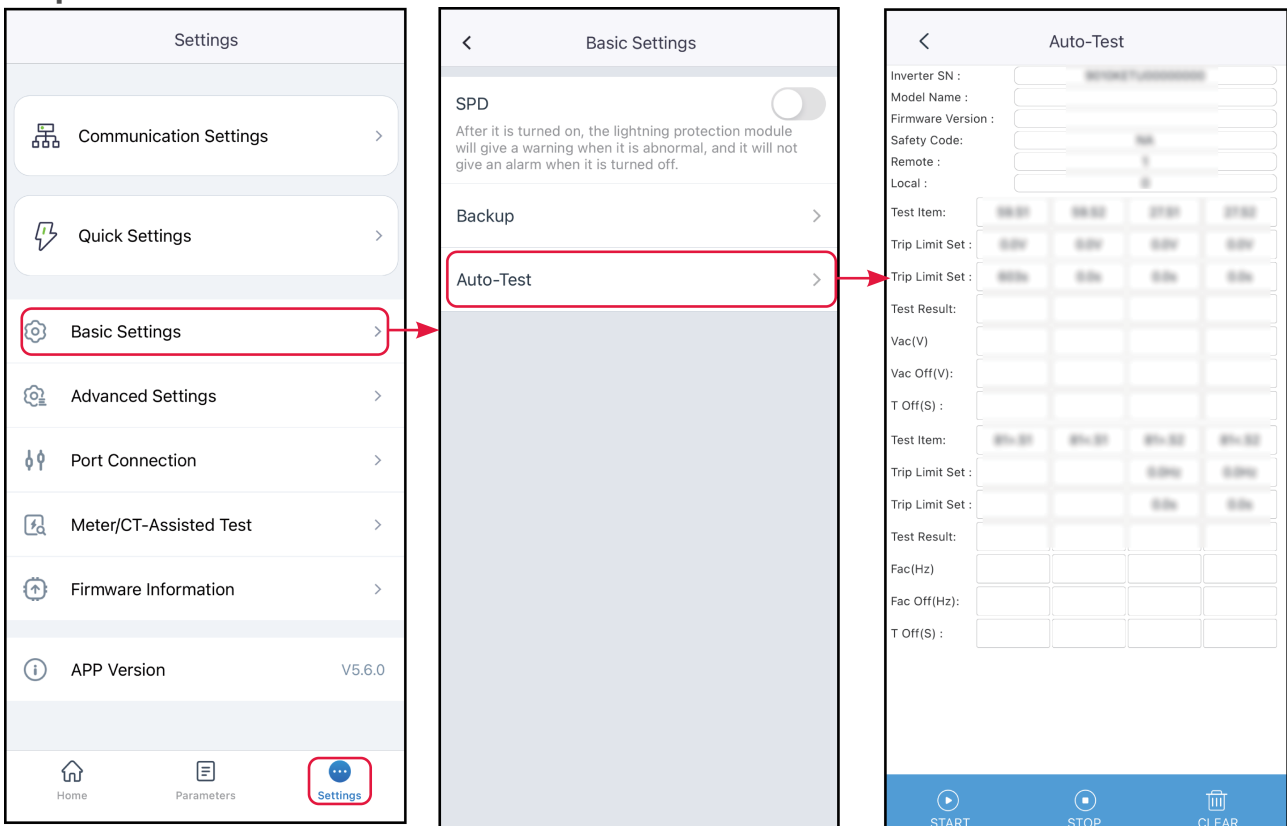 Settings
Communication Settings
Quick Settings
Basic Settings
Advanced Settings
Port Connection
Meter/CT-Assisted Test
Firmware Information
APP Version V5.6.0
Home Parameters Settings
Basic Settings
SPD
After it is turned on, the lightning protection module
will give a warning when it is abnormal, and it will not
give an alarm when it is turned off.
Backup
Auto-Test
Auto-Test
Inverter SN :
Model Name :
Firmware Version :
Safety Code:
Remote :
Local :
Test Item:
Trip Limit Set :
Trip Limit Set :
Test Result:
Vac(V)
Vac Off(V):
T Off(S) :
Test Item:
Trip Limit Set :
Trip Limit Set :
Test Result:
Fac(Hz)
Fac Off(Hz):
T Off(S) :
START STOP CLEAR